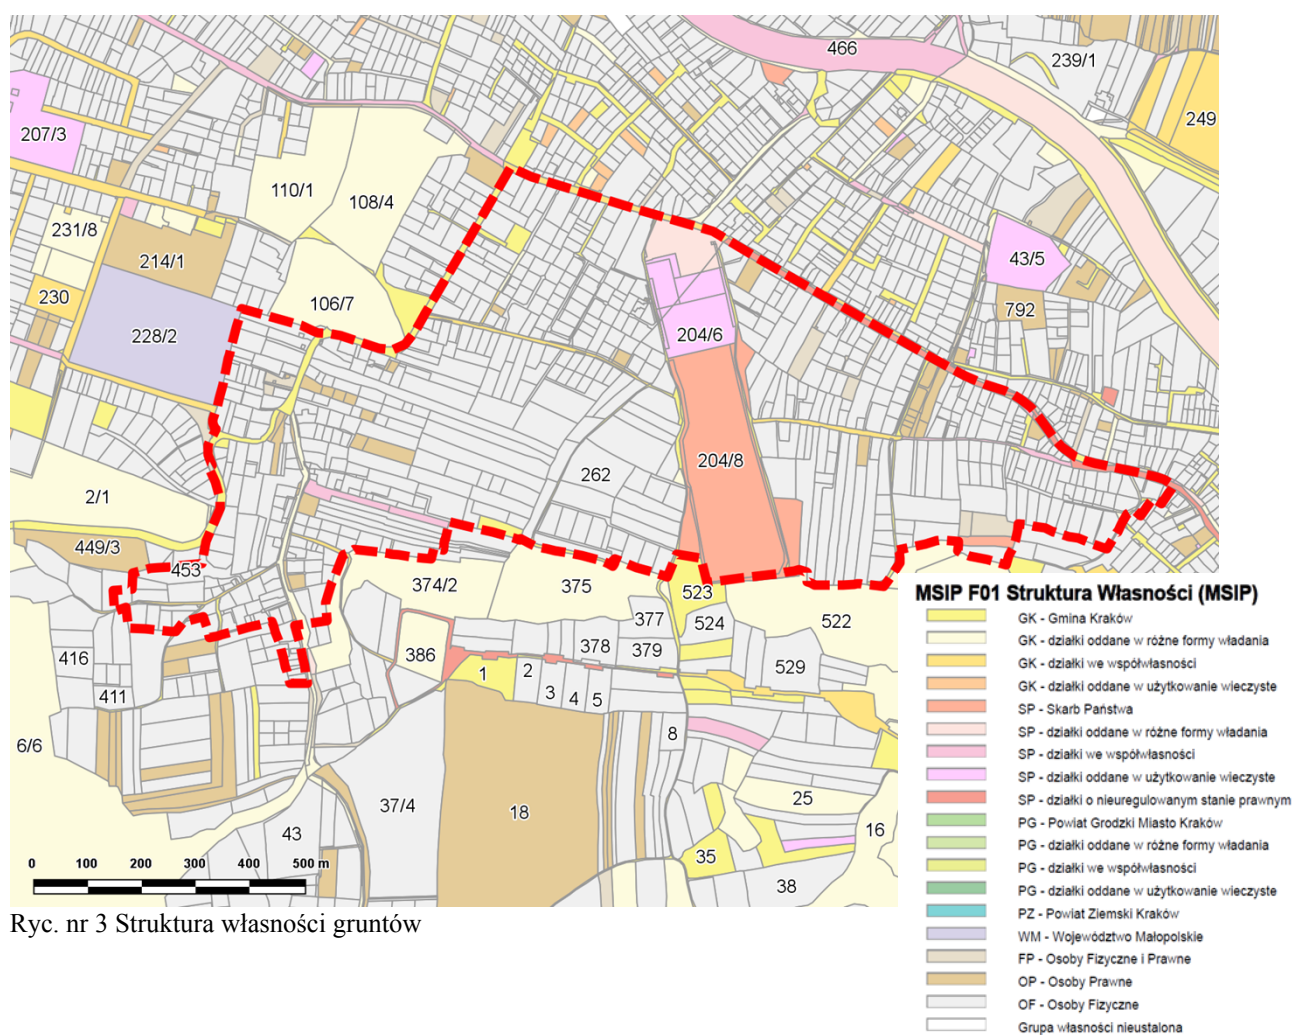 466
239/1
249
207/3
110/1
108/4
231/8
214/1
43/5
230
106/7
792
228/2
204/6
204/8
262
2/1
449/3
453
374/2
375
523
377
524
522
416
386
378
379
529
411
1
2
3
4
5
6/6
8
37/4
18
25
16
43
35
38
0 100 200 300 400 500 m
Ryc. nr 3 Struktura własności gruntów
MSIP F01 Struktura Własności (MSIP)
GK - Gmina Kraków
GK - działki oddane w różne formy władania
GK - działki we współwłasności
GK - działki oddane w użytkowanie wieczyste
SP - Skarb Państwa
SP - działki oddane w różne formy władania
SP - działki we współwłasności
SP - działki oddane w użytkowanie wieczyste
SP - działki o nieuregulowanym stanie prawnym
PG - Powiat Grodzki Miasto Kraków
PG - działki oddane w różne formy władania
PG - działki we współwłasności
PG - działki oddane w użytkowanie wieczyste
PZ - Powiat Ziemski Kraków
WM - Województwo Małopolskie
FP - Osoby Fizyczne i Prawne
OP - Osoby Prawne
OF - Osoby Fizyczne
Grupa własności nieustalona